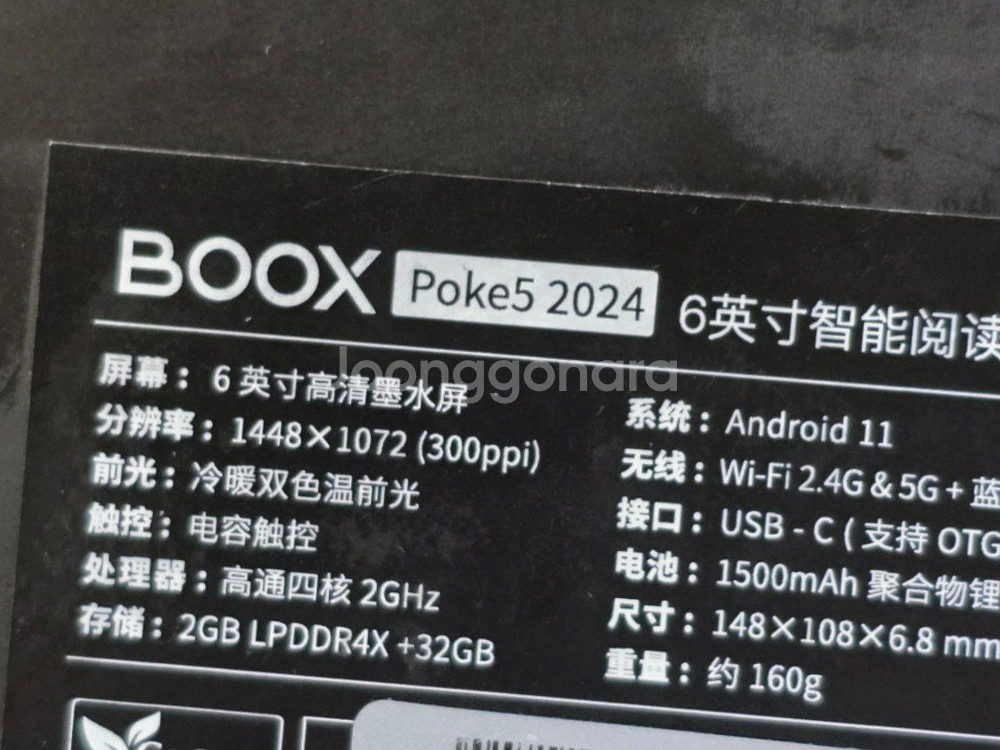 BOOX Poke5 2024 6英寸智能阅读
屏幕：6 英寸高清墨水屏
分辨率：1448×1072 (300ppi)
前光：冷暖双色温前光
触控：电容触控
处理器：高通四核 2GHz
存储：2GB LPDDR4X +32GB
系统：Android 11
无线：Wi-Fi 2.4G & 5G + 蓝
接口：USB - C ( 支持 OTG
电池：1500mAh 聚合物锂
尺寸：148×108×6.8 mm
重量：约 160g
loonggonara